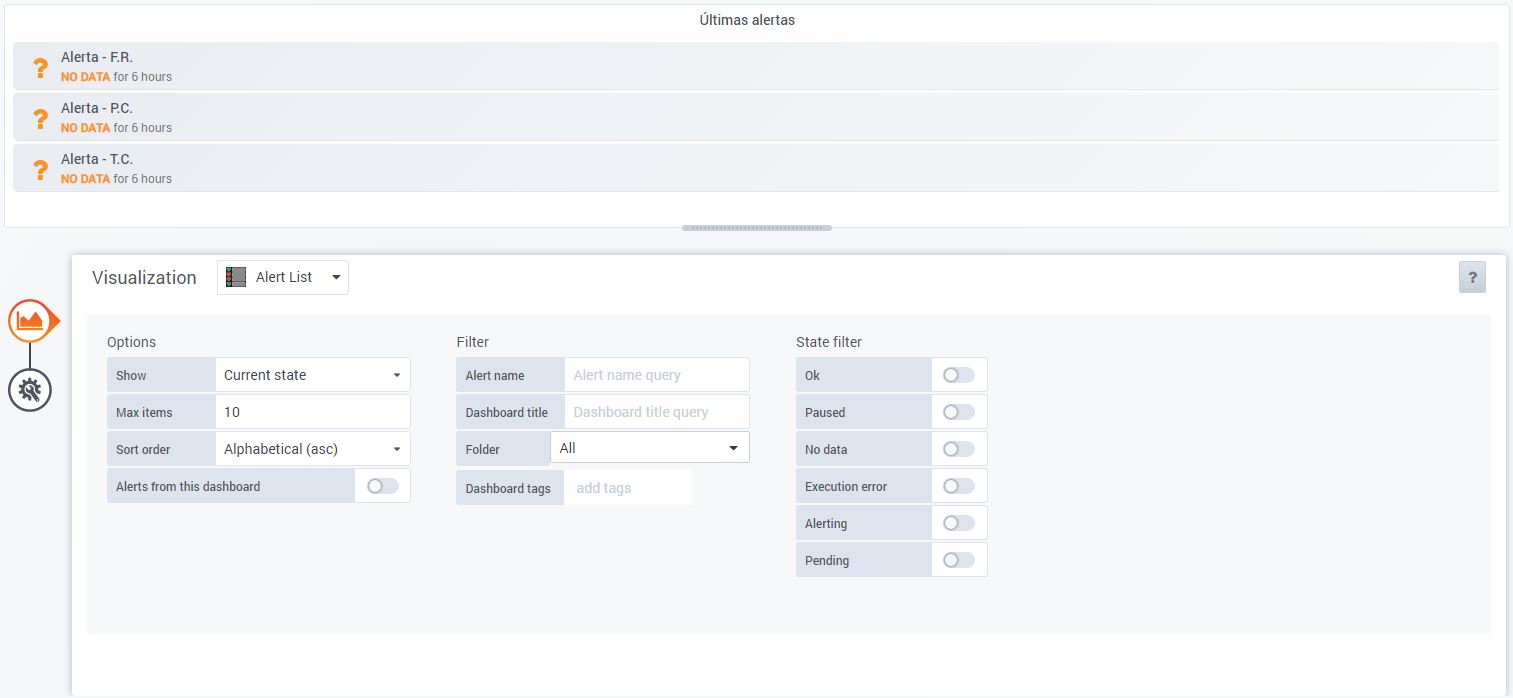 Últimas alertas
?
Alerta - F.R.
NO DATA for 6 hours
?
Alerta - P.C.
NO DATA for 6 hours
?
Alerta - T.C.
NO DATA for 6 hours
Visualization
Alert List
?
Options
Show
Current state
Max items
10
Sort order
Alphabetical (asc)
Alerts from this dashboard
Filter
Alert name
Alert name query
Dashboard title
Dashboard title query
Folder
All
Dashboard tags
add tags
State filter
Ok
Paused
No data
Execution error
Alerting
Pending